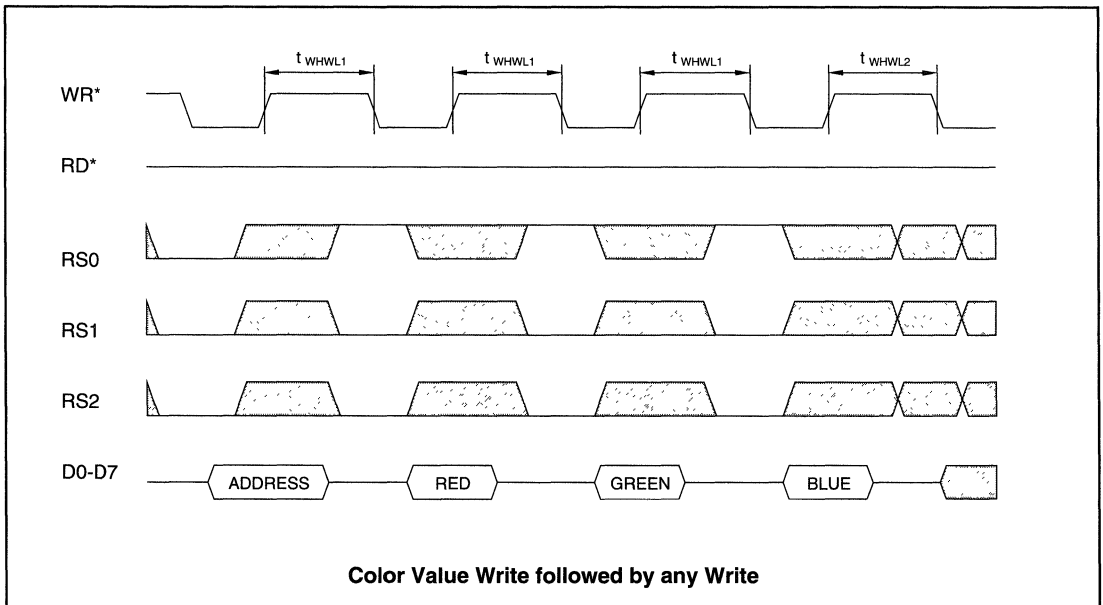 t WHWL1 t WHWL1 t WHWL1 t WHWL2
WR*
RD*
RS0
RS1
RS2
D0-D7 ADDRESS RED GREEN BLUE
Color Value Write followed by any Write